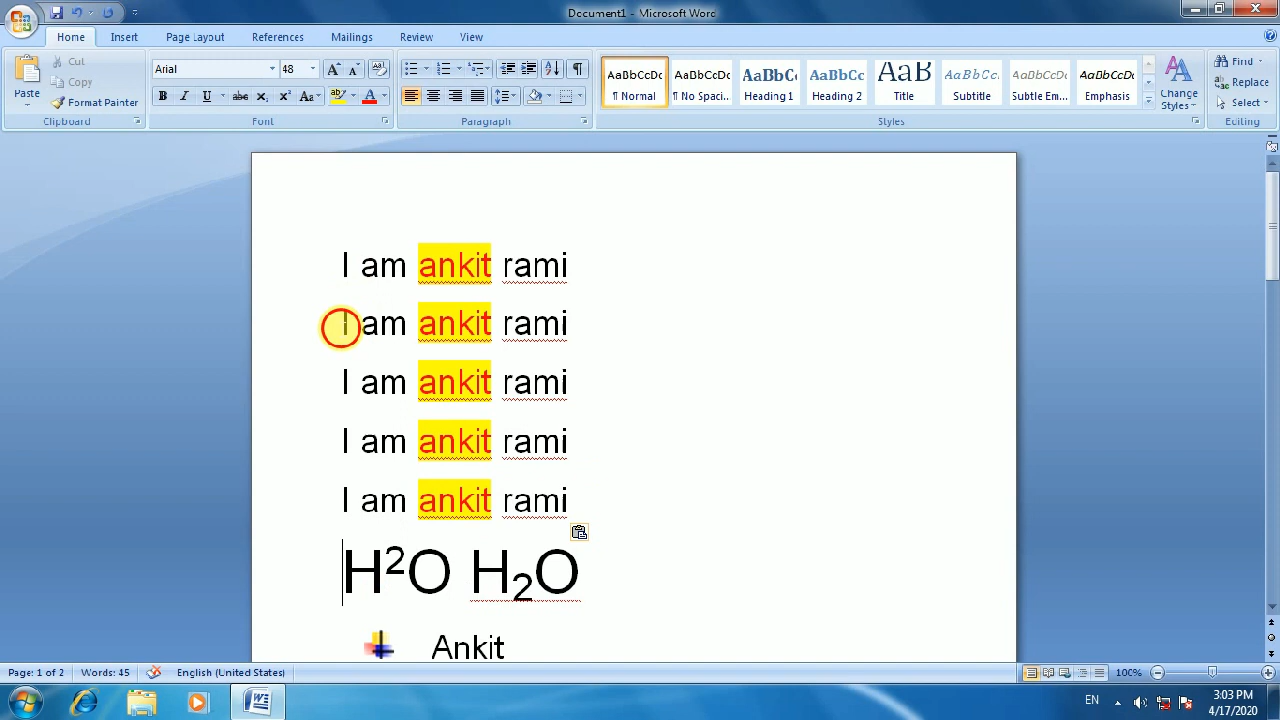 Document1 - Microsoft Word
Home Insert Page Layout References Mailings Review View
Paste
Cut
Copy
Format Painter
Clipboard
Arial 48
B I U abc X₂ X² Aa
Font
Paragraph
AaBbCcDc AaBbCcDc AaBbC AaBbCc AaB AaBbCc AaBbCcDc AaBbCcDc
¶ Normal ¶ No Spaci... Heading 1 Heading 2 Title Subtitle Subtle Em... Emphasis
Change Styles
Styles
Find
Replace
Select
Editing
I am ankit rami
I am ankit rami
I am ankit rami
I am ankit rami
I am ankit rami
H²O H₂O
Ankit
Page: 1 of 2 Words: 45 English (United States) 100%
EN 3:03 PM
4/17/2020